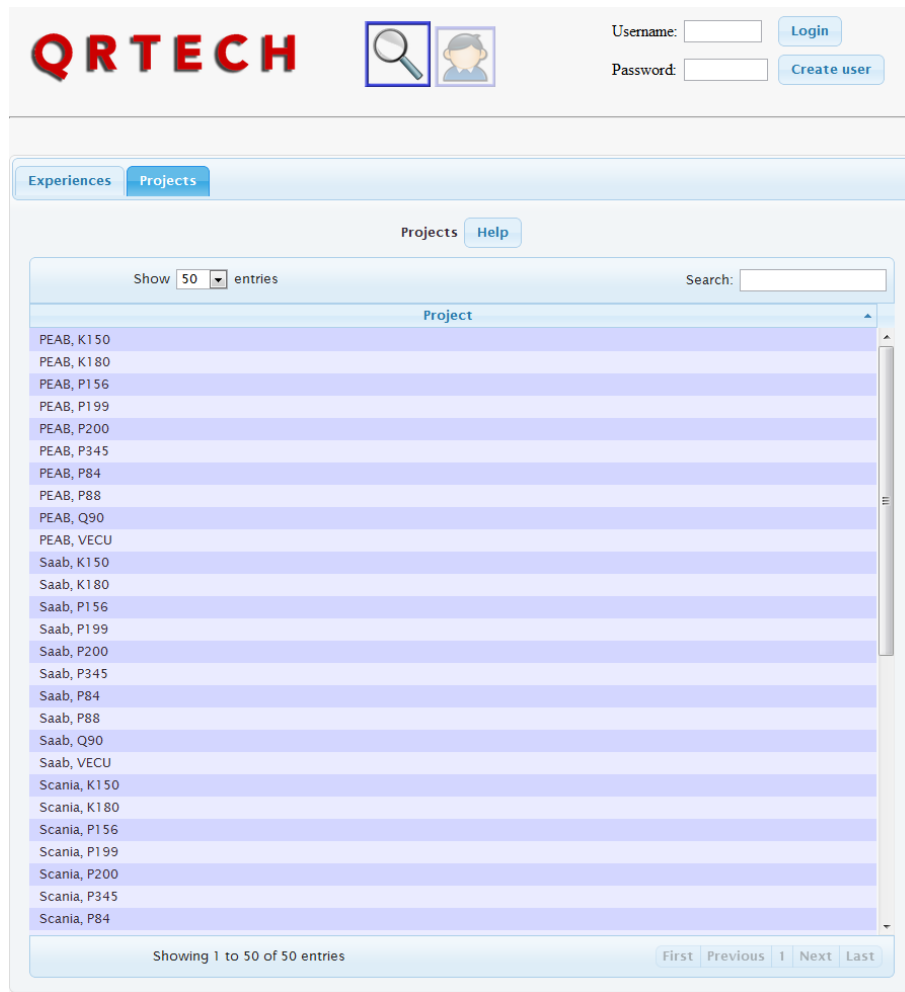 QRTECH
Username:
Login
Password:
Create user
Experiences
Projects
Projects
Help
Show 50 entries
Search:
Project
PEAB, K150
PEAB, K180
PEAB, P156
PEAB, P199
PEAB, P200
PEAB, P345
PEAB, P84
PEAB, P88
PEAB, Q90
PEAB, VECU
Saab, K150
Saab, K180
Saab, P156
Saab, P199
Saab, P200
Saab, P345
Saab, P84
Saab, P88
Saab, Q90
Saab, VECU
Scania, K150
Scania, K180
Scania, P156
Scania, P199
Scania, P200
Scania, P345
Scania, P84
Showing 1 to 50 of 50 entries
First Previous 1 Next Last